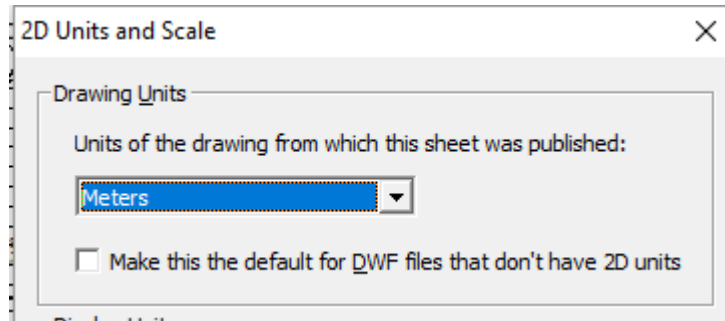 2D Units and Scale
Drawing Units
Units of the drawing from which this sheet was published:
Meters
Make this the default for DWF files that don't have 2D units